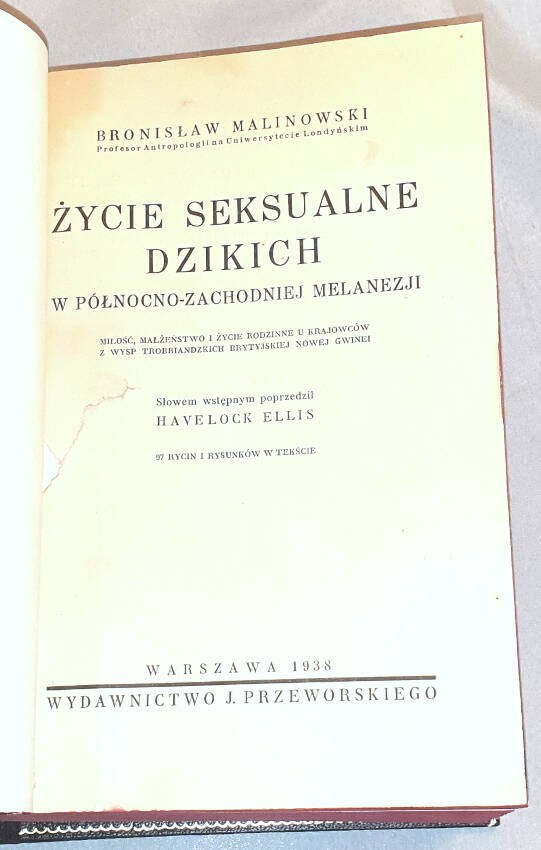 BRONISŁAW MALINOWSKI
Profesor Antropologii na Uniwersytecie Londyńskim
ŻYCIE SEKSUALNE
DZIKICH
W PÓŁNOCNO-ZACHODNIEJ MELANEZJI
MIŁOŚĆ, MAŁŻEŃSTWO I ŻYCIE RODZINNE U KRAJOWCÓW
Z WYSP TROBRIANDZKICH BRYTYJSKIEJ NOWEJ GWINEI
Słowem wstępnym poprzedził
HAVELOCK ELLIS
97 RYCIN I RYSUNKÓW W TEKŚCIE
WARSZAWA 1938
WYDAWNICTWO J. PRZEWORSKIEGO